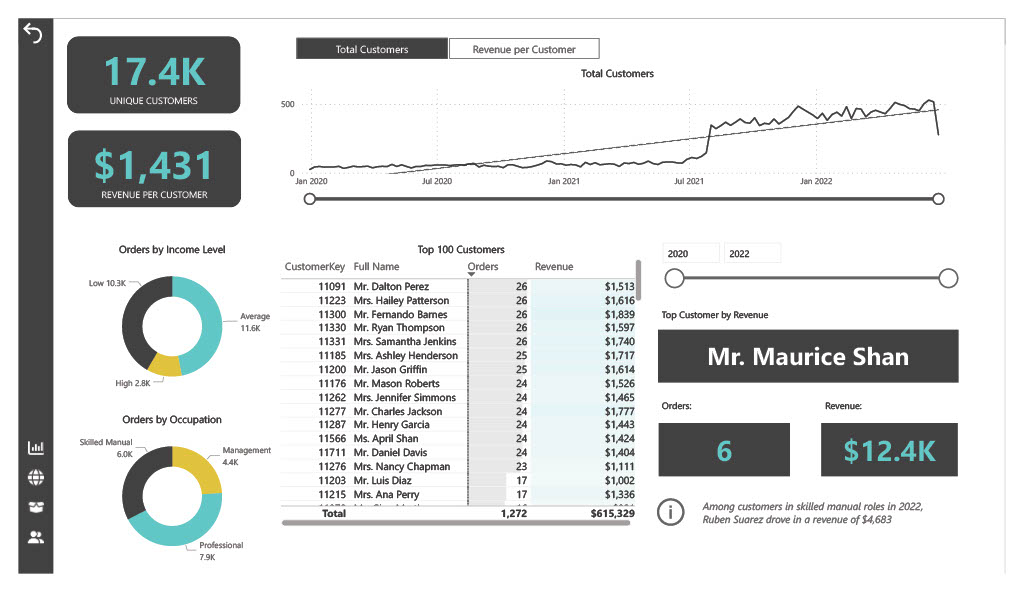 17.4K
UNIQUE CUSTOMERS
$1,431
REVENUE PER CUSTOMER
Total Customers
Revenue per Customer
Total Customers
500
0
Jan 2020
Jul 2020
Jan 2021
Jul 2021
Jan 2022
Orders by Income Level
Low 10.3K
Average
11.6K
High 2.8K
Orders by Occupation
Skilled Manual
6.0K
Management
4.4K
Professional
7.9K
Top 100 Customers
CustomerKey Full Name Orders Revenue
11091 Mr. Dalton Perez 26 $1,513
11223 Mrs. Hailey Patterson 26 $1,616
11300 Mr. Fernando Barnes 26 $1,839
11330 Mr. Ryan Thompson 26 $1,597
11331 Mrs. Samantha Jenkins 26 $1,740
11185 Mrs. Ashley Henderson 25 $1,717
11200 Mr. Jason Griffin 25 $1,614
11176 Mr. Mason Roberts 24 $1,526
11262 Mrs. Jennifer Simmons 24 $1,465
11277 Mr. Charles Jackson 24 $1,777
11287 Mr. Henry Garcia 24 $1,443
11566 Ms. April Shan 24 $1,424
11711 Mr. Daniel Davis 24 $1,404
11276 Mrs. Nancy Chapman 23 $1,111
11203 Mr. Luis Diaz 17 $1,002
11215 Mrs. Ana Perry 17 $1,336
Total 1,272 $615,329
2020
2022
Top Customer by Revenue
Mr. Maurice Shan
Orders:
Revenue:
6
$12.4K
Among customers in skilled manual roles in 2022,
Ruben Suarez drove in a revenue of $4,683